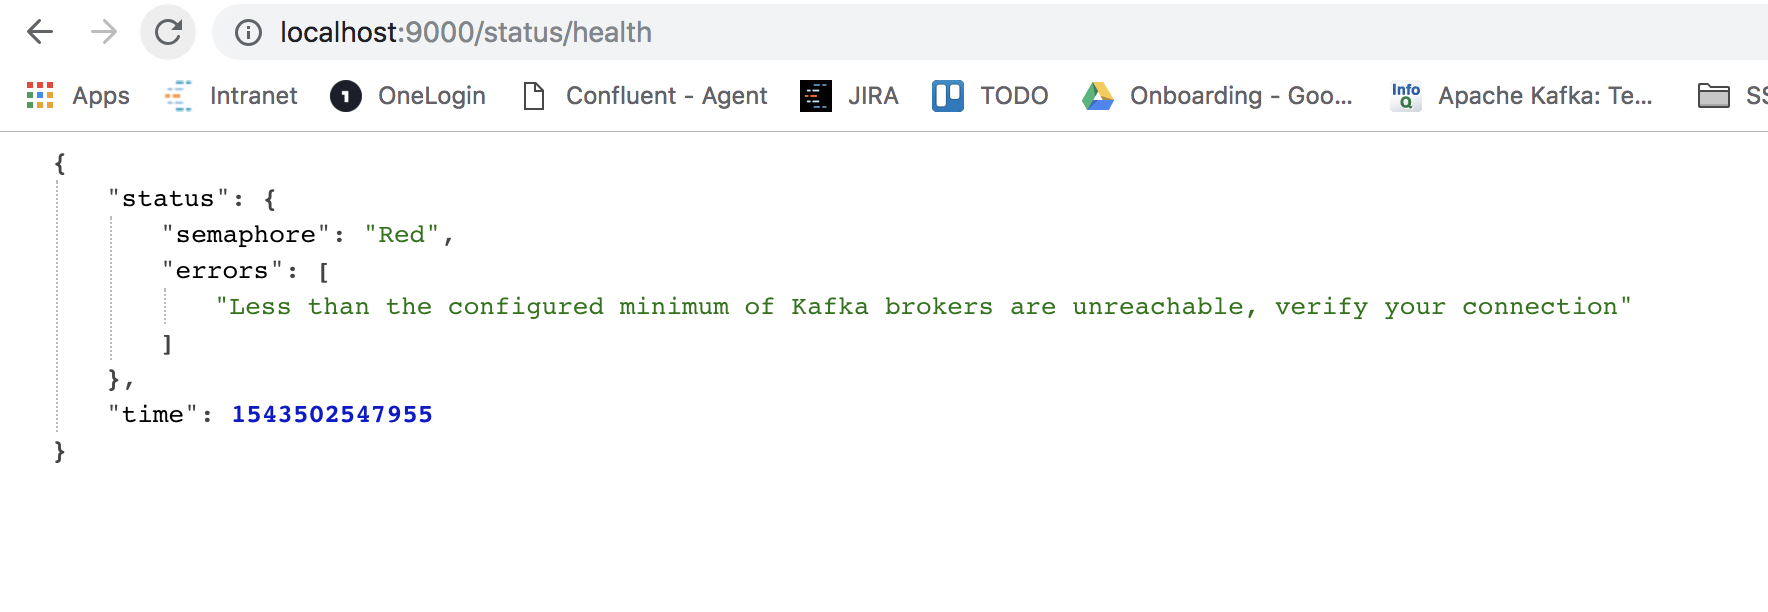 localhost:9000/status/health
Apps Intranet 1 OneLogin Confluent - Agent JIRA TODO Onboarding - Goo... Info Q Apache Kafka: Te... SS
{
"status": {
"semaphore": "Red",
"errors": [
"Less than the configured minimum of Kafka brokers are unreachable, verify your connection"
]
},
"time": 1543502547955
}